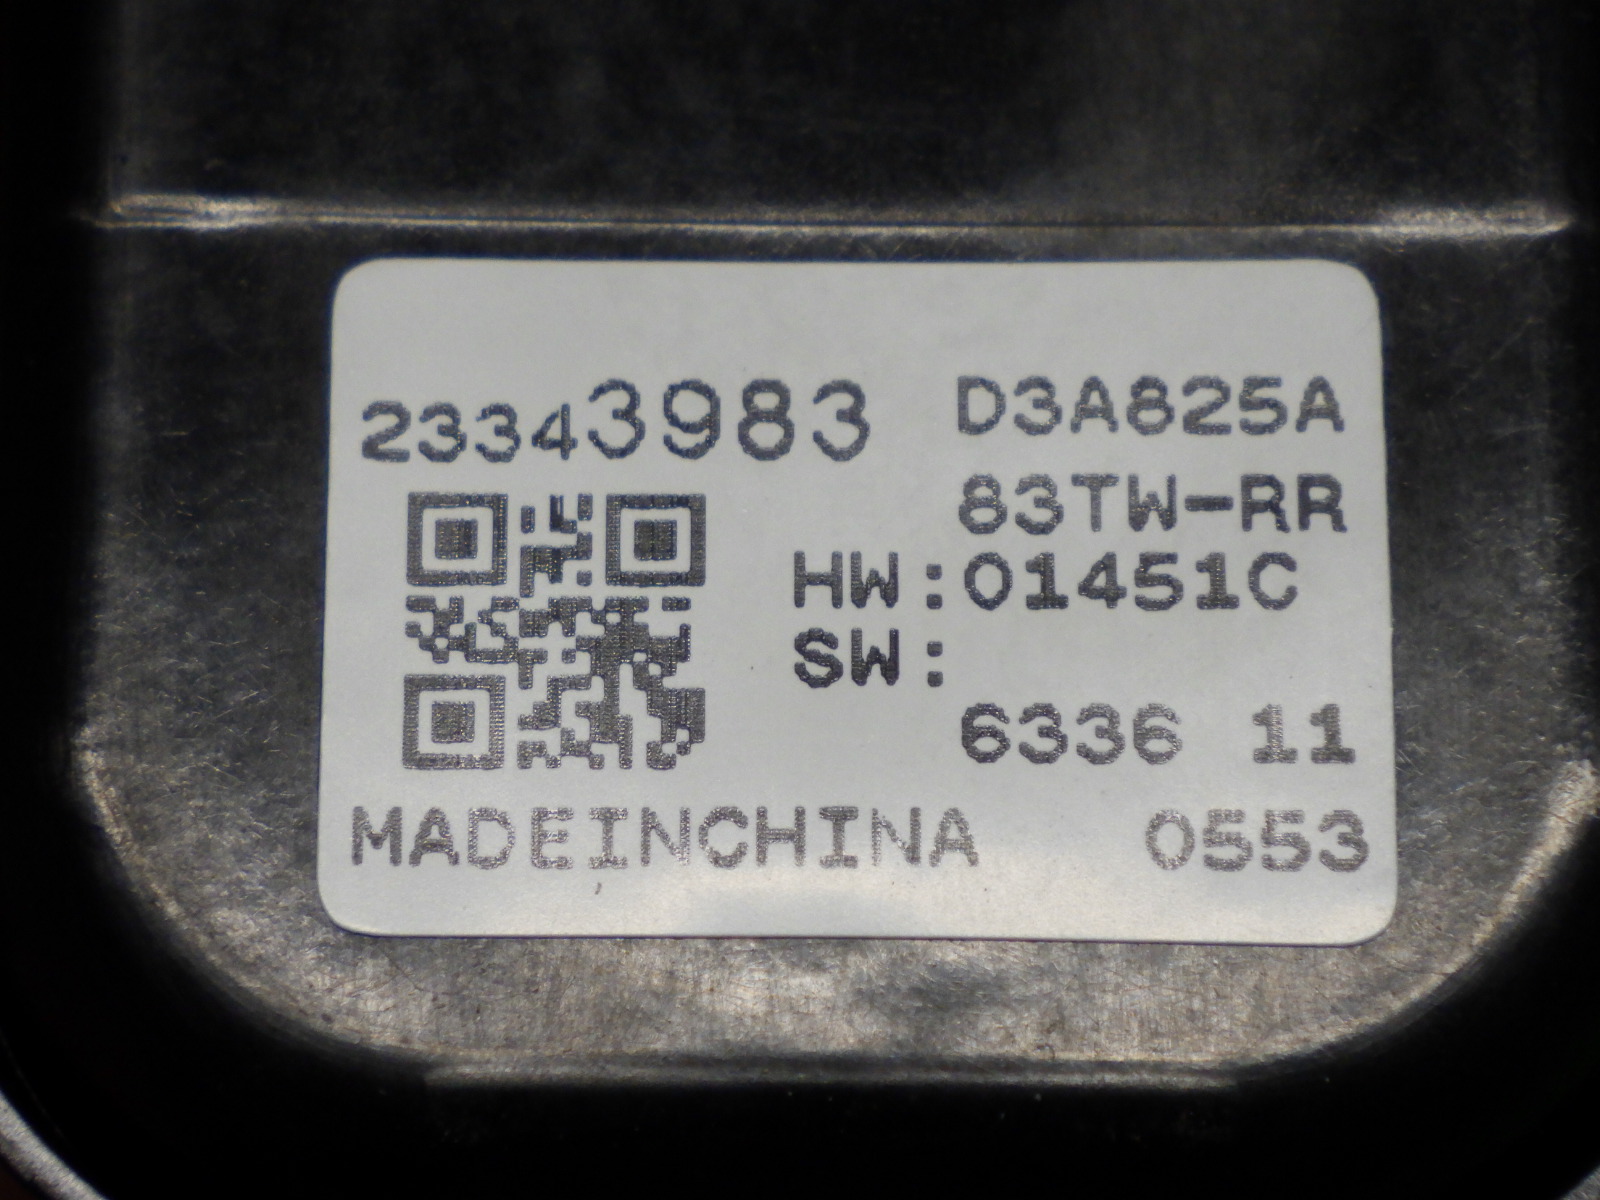 23343983 D3A825A
83TW-RR
HW:01451C
SW:
6336 11
MADEINCHINA 0553